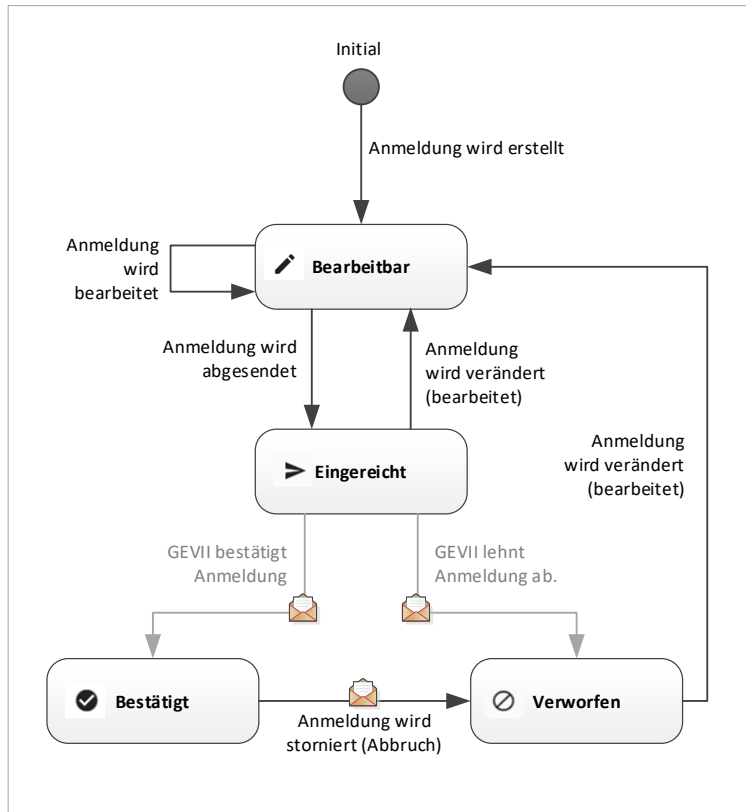 Initial
Anmeldung wird erstellt
Anmeldung
wird
bearbeitet
Bearbeitbar
Anmeldung wird
abgesendet
Anmeldung
wird verändert
(bearbeitet)
Anmeldung
wird verändert
(bearbeitet)
Eingereicht
GEVII bestätigt
Anmeldung
GEVII lehnt
Anmeldung ab.
Bestätigt
Anmeldung wird
storniert (Abbruch)
Verworfen